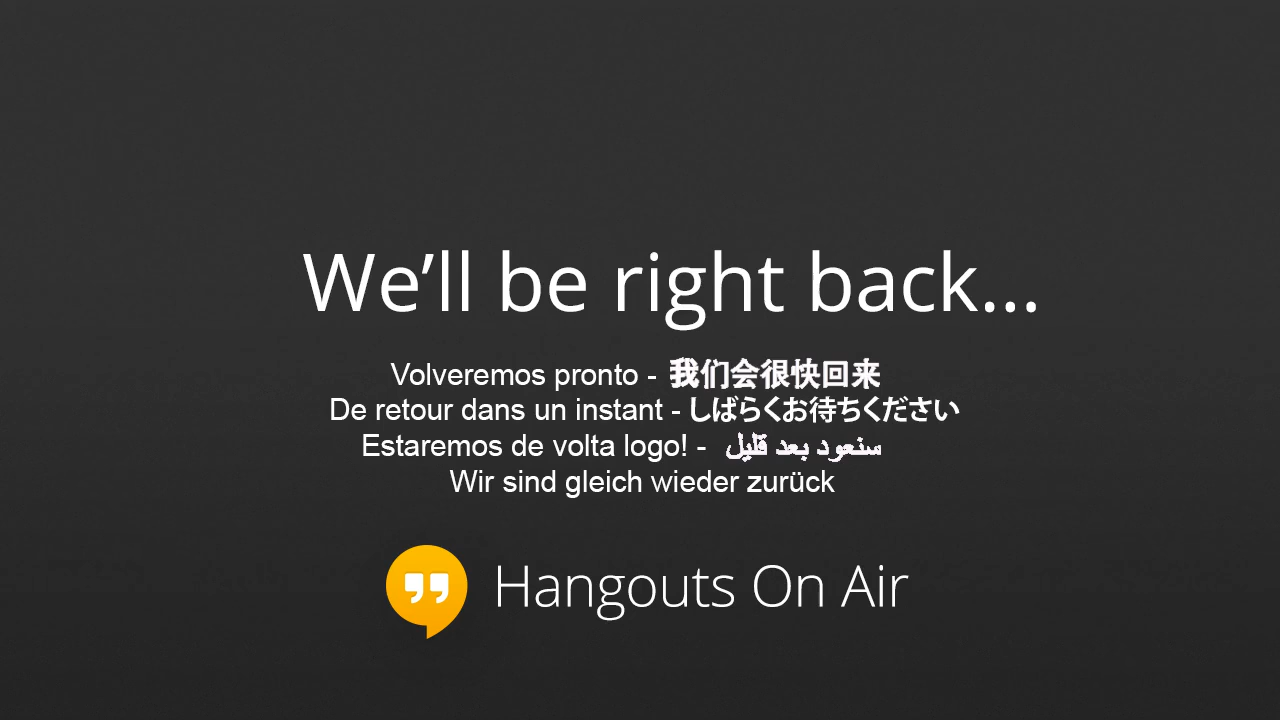 We’ll be right back...
Volveremos pronto - 我们会很快回来
De retour dans un instant - しばらくお待ちください
Estaremos de volta logo! - سنعود بعد قليل
Wir sind gleich wieder zurück
Hangouts On Air